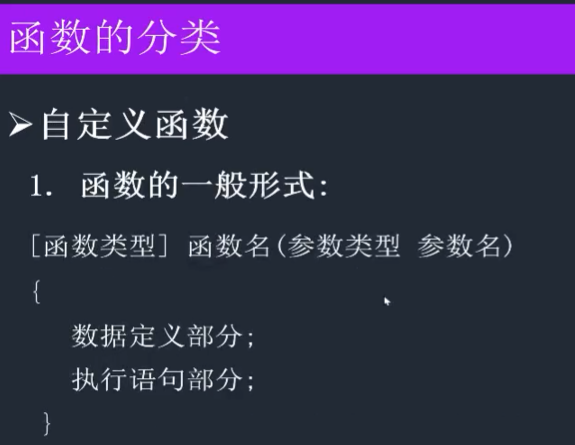 函数的分类
➢自定义函数
1. 函数的一般形式:
[函数类型] 函数名(参数类型 参数名)
{
数据定义部分;
执行语句部分;
}